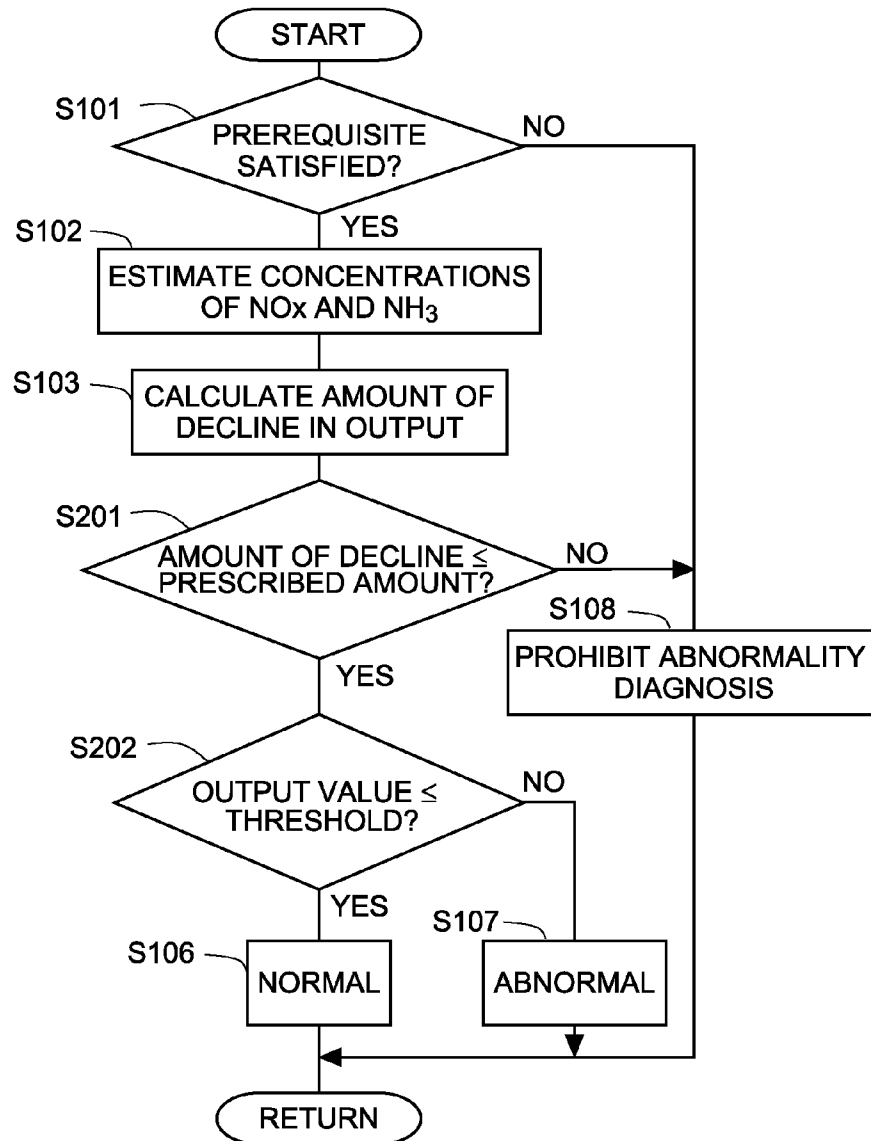 START
S101
PREREQUISITE
SATISFIED?
NO
YES
S102
ESTIMATE CONCENTRATIONS
OF NOx AND NH₃
S103
CALCULATE AMOUNT OF
DECLINE IN OUTPUT
S201
AMOUNT OF DECLINE ≤
PRESCRIBED AMOUNT?
NO
YES
S108
PROHIBIT ABNORMALITY
DIAGNOSIS
S202
OUTPUT VALUE ≤
THRESHOLD?
NO
YES
S106
NORMAL
S107
ABNORMAL
RETURN